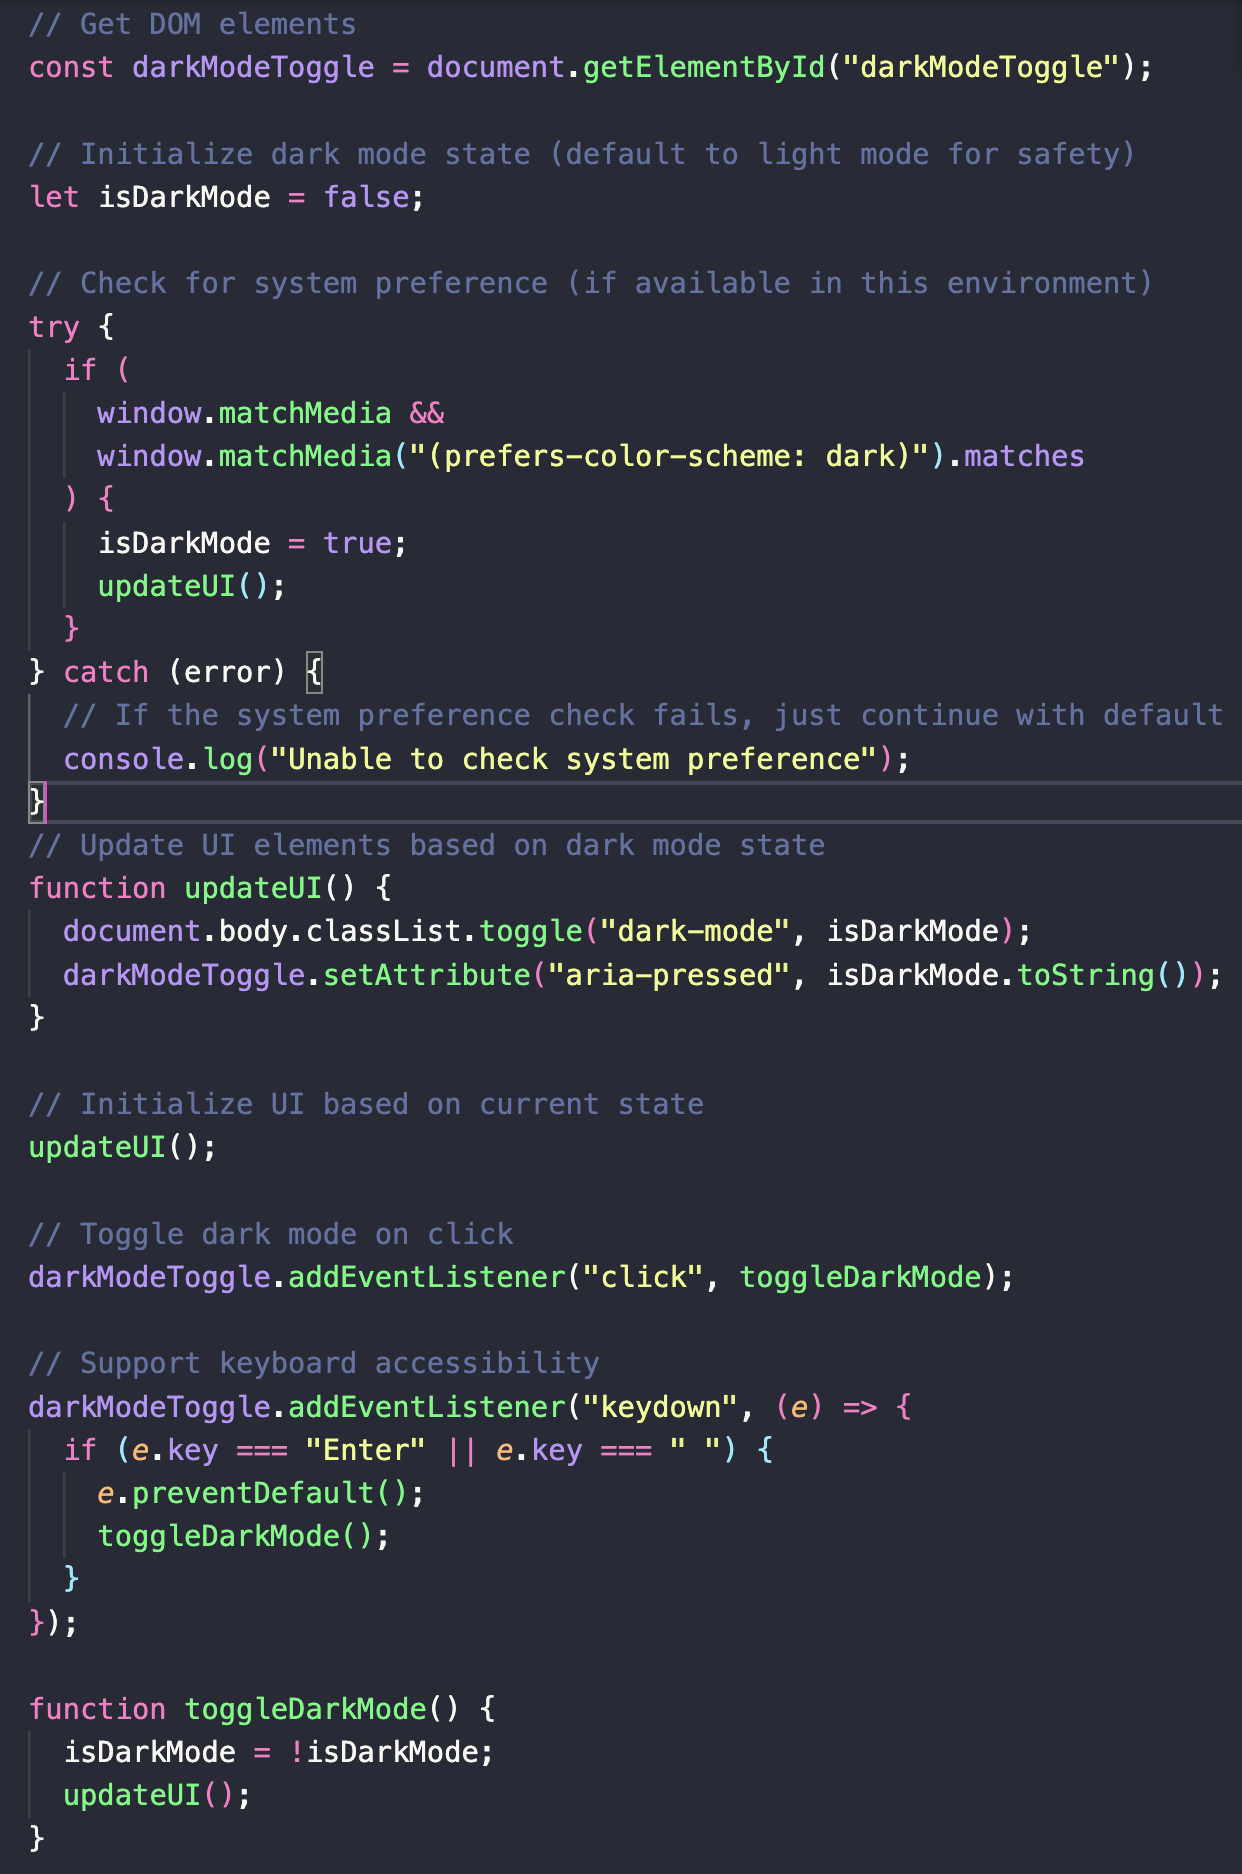 // Get DOM elements
const darkModeToggle = document.getElementById("darkModeToggle");
// Initialize dark mode state (default to light mode for safety)
let isDarkMode = false;
// Check for system preference (if available in this environment)
try {
  if (
    window.matchMedia &&
    window.matchMedia("(prefers-color-scheme: dark)").matches
  ) {
    isDarkMode = true;
    updateUI();
  }
} catch (error) {
  // If the system preference check fails, just continue with default
  console.log("Unable to check system preference");
}
// Update UI elements based on dark mode state
function updateUI() {
  document.body.classList.toggle("dark-mode", isDarkMode);
  darkModeToggle.setAttribute("aria-pressed", isDarkMode.toString());
}
// Initialize UI based on current state
updateUI();
// Toggle dark mode on click
darkModeToggle.addEventListener("click", toggleDarkMode);
// Support keyboard accessibility
darkModeToggle.addEventListener("keydown", (e) => {
  if (e.key === "Enter" || e.key === " ") {
    e.preventDefault();
    toggleDarkMode();
  }
});
function toggleDarkMode() {
  isDarkMode = !isDarkMode;
  updateUI();
}